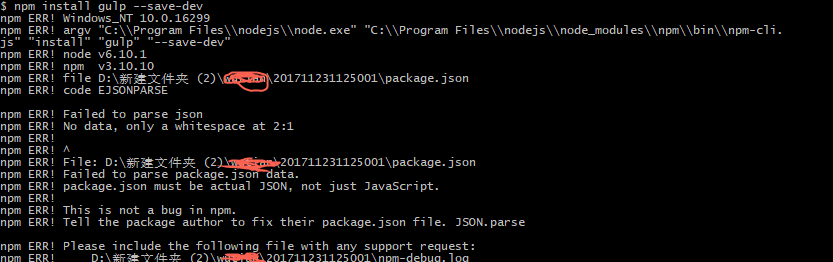 $ npm install gulp --save-dev
npm ERR! Windows_NT 10.0.16299
npm ERR! argv "C:\\Program Files\\nodejs\\node.exe" "C:\\Program Files\\nodejs\\node_modules\\npm\\bin\\npm-cli.
js" "install" "gulp" "--save-dev"
npm ERR! node v6.10.1
npm ERR! npm  v3.10.10
npm ERR! file D:\新建文件夹 (2)\ \201711231125001\package.json
npm ERR! code EJSONPARSE

npm ERR! Failed to parse json
npm ERR! No data, only a whitespace at 2:1
npm ERR!
npm ERR! ^
npm ERR! File: D:\新建文件夹 (2)\ \201711231125001\package.json
npm ERR! Failed to parse package.json data.
npm ERR! package.json must be actual JSON, not just JavaScript.
npm ERR!
npm ERR! This is not a bug in npm.
npm ERR! Tell the package author to fix their package.json file. JSON.parse

npm ERR! Please include the following file with any support request:
npm ERR!     D:\新建文件夹 (2)\ \201711231125001\npm-debug.log